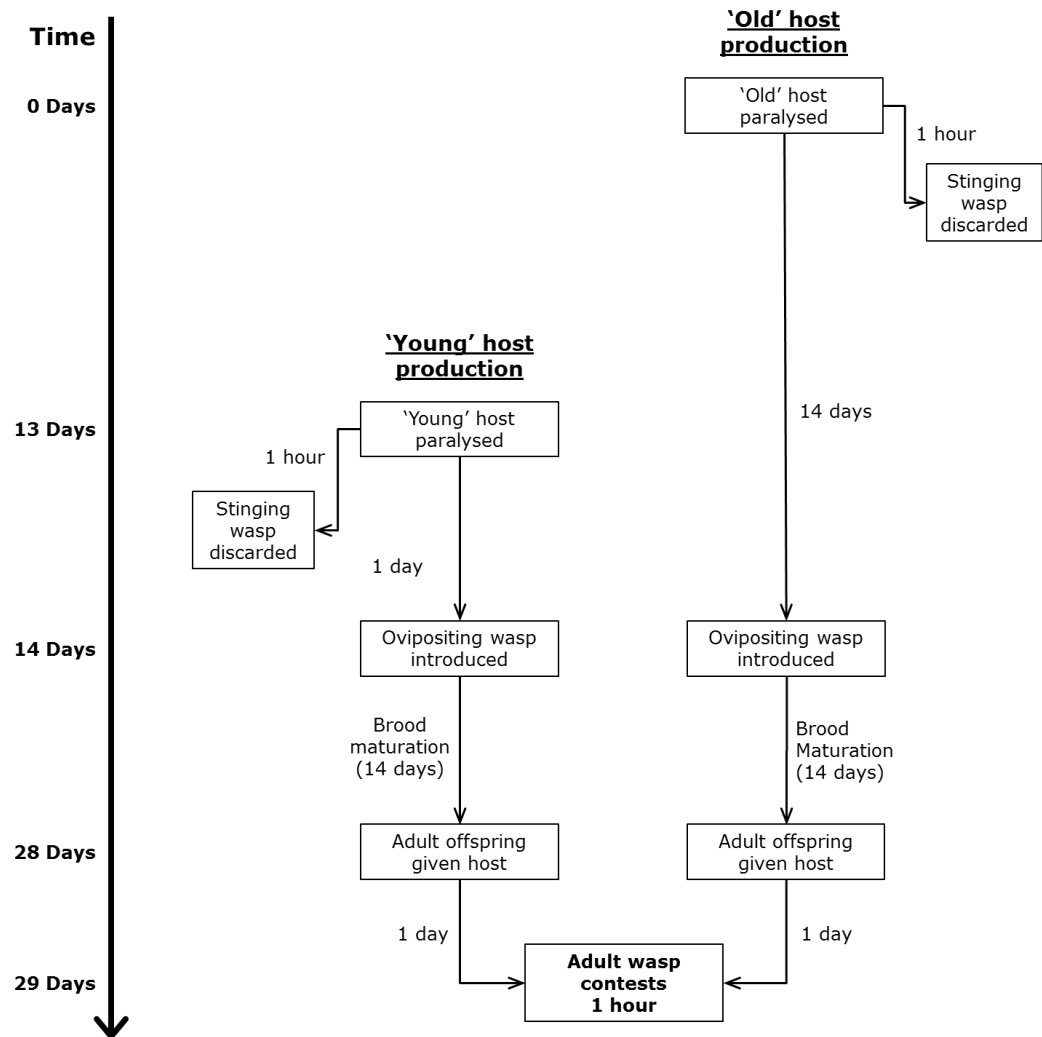 Time
‘Old’ host
production
0 Days
‘Old’ host
paralysed
1 hour
Stinging
wasp
discarded
‘Young’ host
production
13 Days
‘Young’ host
paralysed
14 days
1 hour
Stinging
wasp
discarded
1 day
14 Days
Ovipositing wasp
introduced
Ovipositing wasp
introduced
Brood
maturation
(14 days)
Brood
Maturation
(14 days)
28 Days
Adult offspring
given host
Adult offspring
given host
1 day
1 day
29 Days
Adult wasp
contests
1 hour